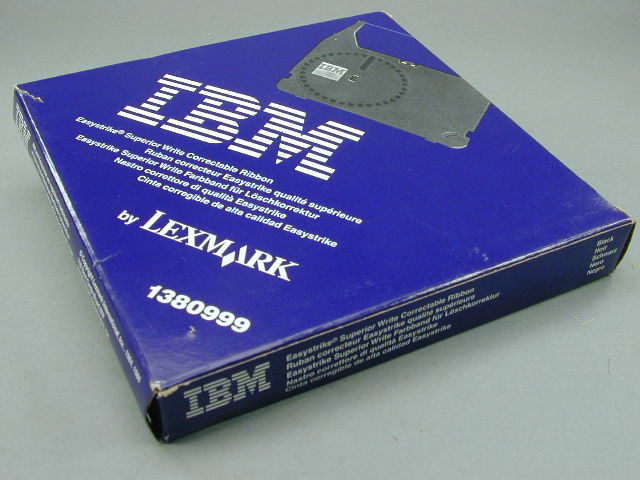 IBM
IBM
Easystrike® Superior Write Correctable Ribbon
Ruban correcteur Easystrike qualité supérieure
Easystrike Superior Write Farbband für Löschkorrektur
Nastro correttore di qualità Easystrike
Cinta corregible de alta calidad Easystrike
by LEXMARK
1380999
IBM
Easystrike® Superior Write Correctable Ribbon
Ruban correcteur Easystrike qualité supérieure
Easystrike Superior Write Farbband für Löschkorrektur
Nastro correttore di qualità Easystrike
Cinta corregible de alta calidad Easystrike
Black
Noir
Schwarz
Nero
Negro